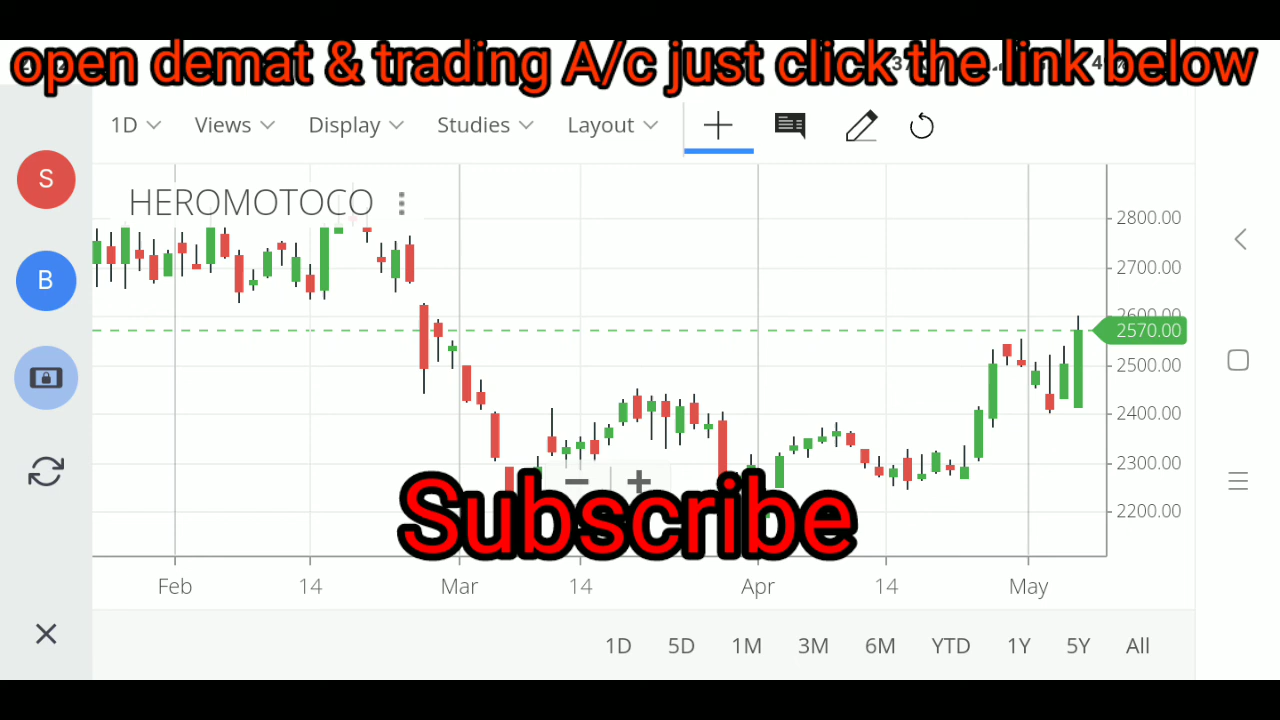 open demat & trading A/c just click the link below
1D Views Display Studies Layout
S
HEROMOTOCO
2800.00
B
2700.00
2600.00
2570.00
2500.00
2400.00
2300.00
2200.00
Subscribe
Feb 14 Mar 14 Apr 14 May
1D 5D 1M 3M 6M YTD 1Y 5Y All